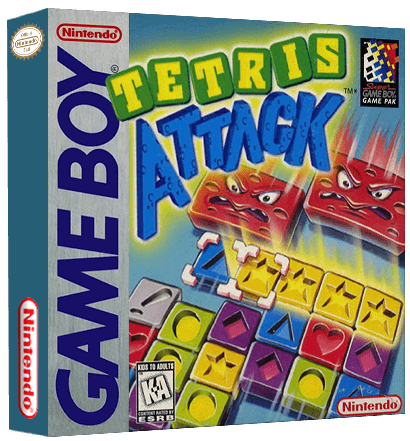 Nintendo
GAME BOY
®
TETRIS
ATTACK
™
Super
GAME BOY
GAME PAK
KIDS TO ADULTS
K-A
CONTENT RATED BY
ESRB
Nintendo
Nintendo
Nintendo